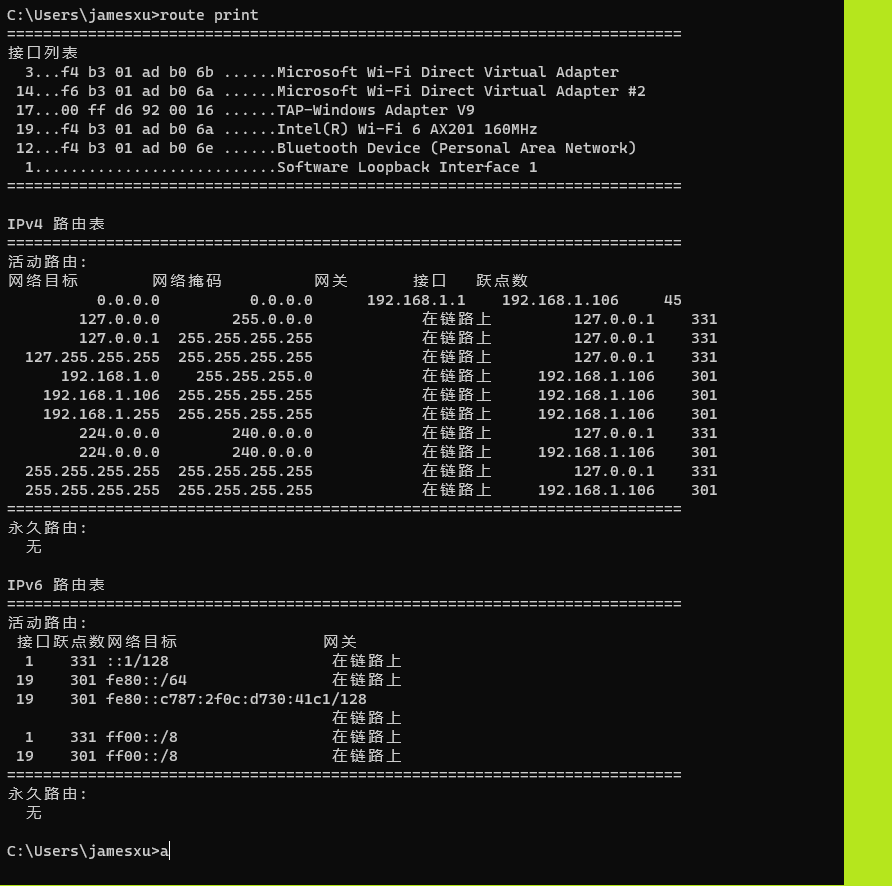 C:\Users\jamesxu>route print
===========================================================================
接口列表
  3...f4 b3 01 ad b0 6b ......Microsoft Wi-Fi Direct Virtual Adapter
 14...f6 b3 01 ad b0 6a ......Microsoft Wi-Fi Direct Virtual Adapter #2
 17...00 ff d6 92 00 16 ......TAP-Windows Adapter V9
 19...f4 b3 01 ad b0 6a ......Intel(R) Wi-Fi 6 AX201 160MHz
 12...f4 b3 01 ad b0 6e ......Bluetooth Device (Personal Area Network)
  1...........................Software Loopback Interface 1
===========================================================================
IPv4 路由表
===========================================================================
活动路由:
网络目标        网络掩码          网关       接口   跃点数
          0.0.0.0          0.0.0.0      192.168.1.1    192.168.1.106     45
        127.0.0.0        255.0.0.0            在链路上         127.0.0.1    331
        127.0.0.1  255.255.255.255            在链路上         127.0.0.1    331
  127.255.255.255  255.255.255.255            在链路上         127.0.0.1    331
      192.168.1.0    255.255.255.0            在链路上     192.168.1.106    301
    192.168.1.106  255.255.255.255            在链路上     192.168.1.106    301
    192.168.1.255  255.255.255.255            在链路上     192.168.1.106    301
        224.0.0.0        240.0.0.0            在链路上         127.0.0.1    331
        224.0.0.0        240.0.0.0            在链路上     192.168.1.106    301
  255.255.255.255  255.255.255.255            在链路上         127.0.0.1    331
  255.255.255.255  255.255.255.255            在链路上     192.168.1.106    301
===========================================================================
永久路由:
  无
IPv6 路由表
===========================================================================
活动路由:
 接口跃点数网络目标                网关
  1    331 ::1/128                  在链路上
 19    301 fe80::/64                在链路上
 19    301 fe80::c787:2f0c:d730:41c1/128
                                    在链路上
  1    331 ff00::/8                 在链路上
 19    301 ff00::/8                 在链路上
===========================================================================
永久路由:
  无
C:\Users\jamesxu>a